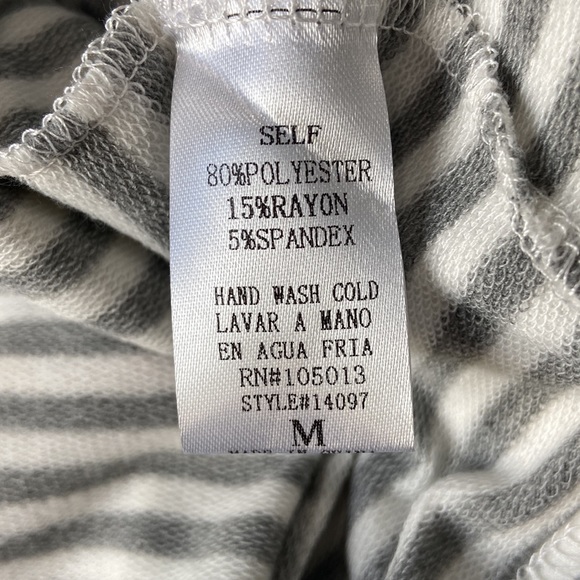 SELF
80%POLYESTER
15%RAYON
5%SPANDEX
HAND WASH COLD
LAVAR A MANO
EN AGUA FRIA
RN#105013
STYLE#14097
M